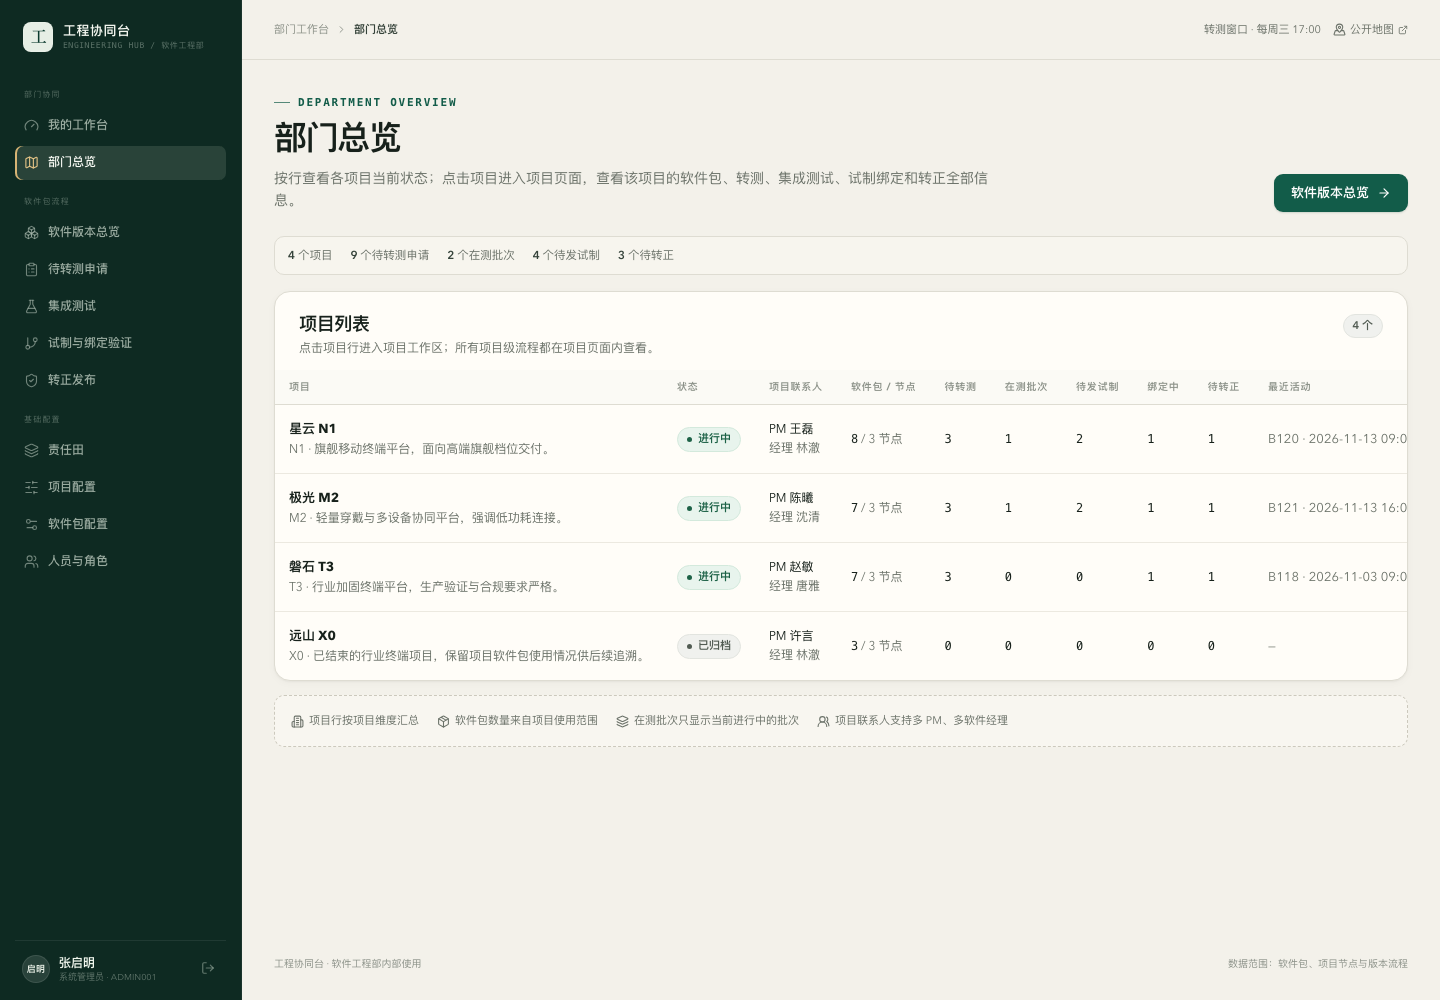 工
工程协同台
ENGINEERING HUB / 软件工程部
部门协同
我的工作台
部门总览
软件包流程
软件版本总览
待转测申请
集成测试
试制与绑定验证
转正发布
基础配置
责任田
项目配置
软件包配置
人员与角色
启明
张启明
系统管理员 · ADMIN001
部门工作台 > 部门总览
转测窗口 · 每周三 17:00 公开地图
DEPARTMENT OVERVIEW
部门总览
按行查看各项目当前状态；点击项目进入项目页面，查看该项目的软件包、转测、集成测试、试制绑定和转正全部信
息。
软件版本总览 →
4 个项目 9 个待转测申请 2 个在测批次 4 个待发试制 3 个待转正
项目列表
4 个
点击项目行进入项目工作区；所有项目级流程都在项目页面内查看。
项目 状态 项目联系人 软件包 / 节点 待转测 在测批次 待发试制 绑定中 待转正 最近活动
星云 N1
N1 · 旗舰移动终端平台，面向高端旗舰档位交付。
进行中
PM 王磊
经理 林澈
8 / 3 节点 3 1 2 1 1 B120 · 2026-11-13 09:0
极光 M2
M2 · 轻量穿戴与多设备协同平台，强调低功耗连接。
进行中
PM 陈曦
经理 沈清
7 / 3 节点 3 1 2 1 1 B121 · 2026-11-13 16:0
磐石 T3
T3 · 行业加固终端平台，生产验证与合规要求严格。
进行中
PM 赵敏
经理 唐雅
7 / 3 节点 3 0 0 1 1 B118 · 2026-11-03 09:0
远山 X0
X0 · 已结束的行业终端项目，保留项目软件包使用情况供后续追溯。
已归档
PM 许言
经理 林澈
3 / 3 节点 0 0 0 0 0 —
项目行按项目维度汇总 软件包数量来自项目使用范围 在测批次只显示当前进行中的批次 项目联系人支持多 PM、多软件经理
工程协同台 · 软件工程部内部使用
数据范围：软件包、项目节点与版本流程